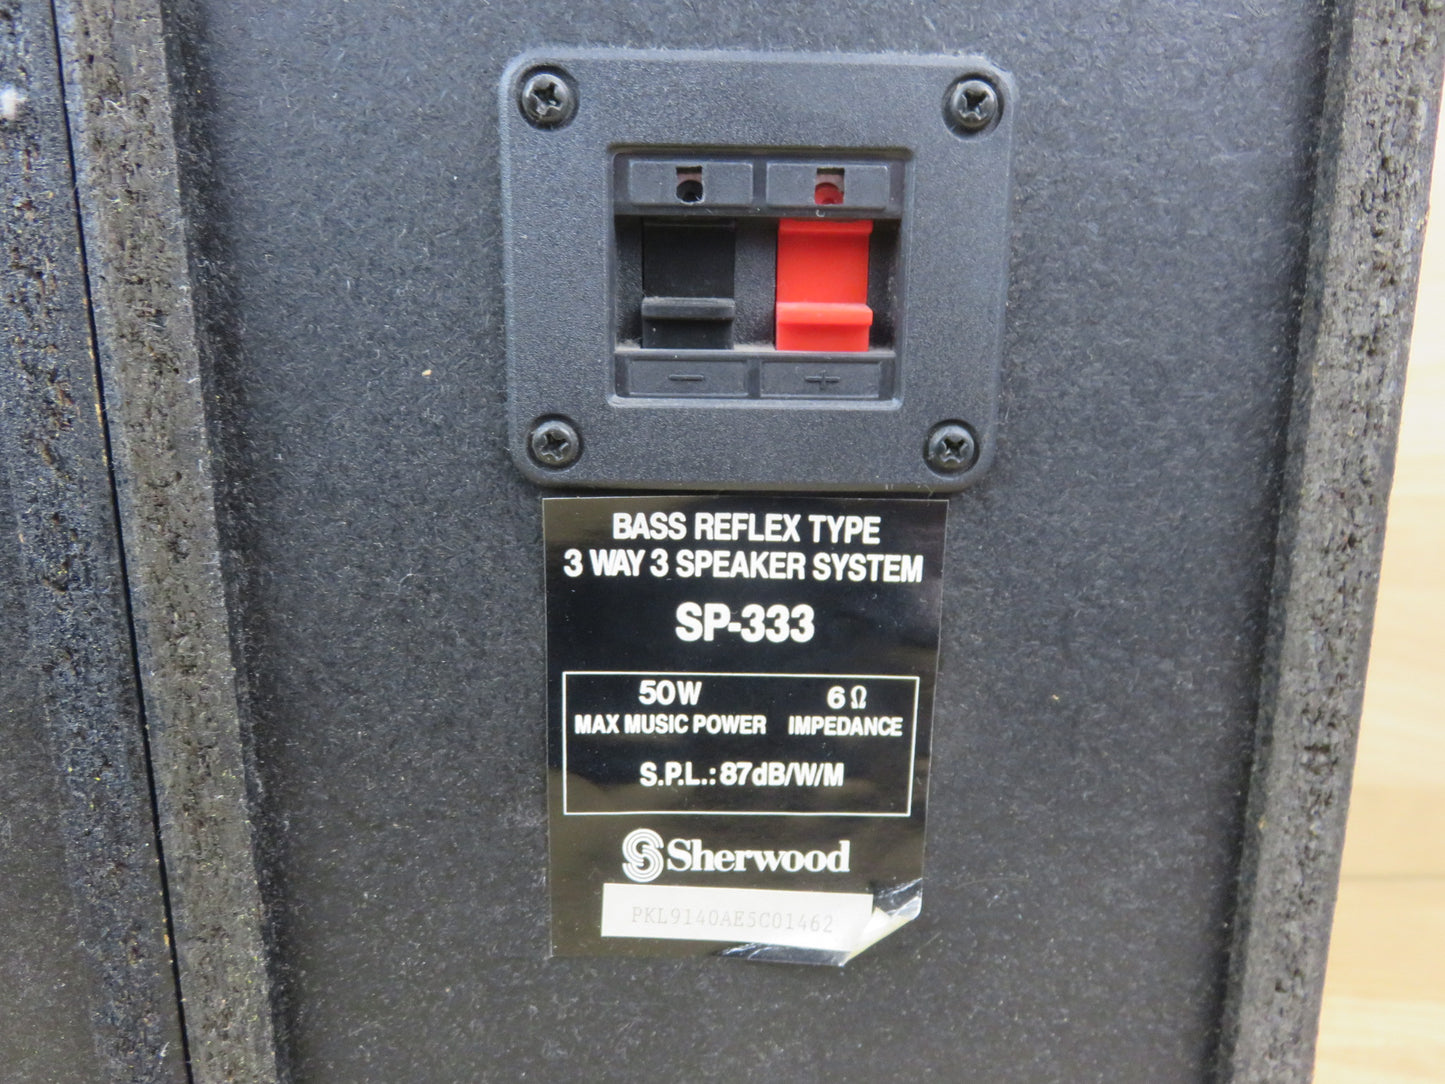 - +
BASS REFLEX TYPE
3 WAY 3 SPEAKER SYSTEM
SP-333
50W 6Ω
MAX MUSIC POWER IMPEDANCE
S.P.L.: 87dB/W/M
Sherwood
PKL9140AE5C01462